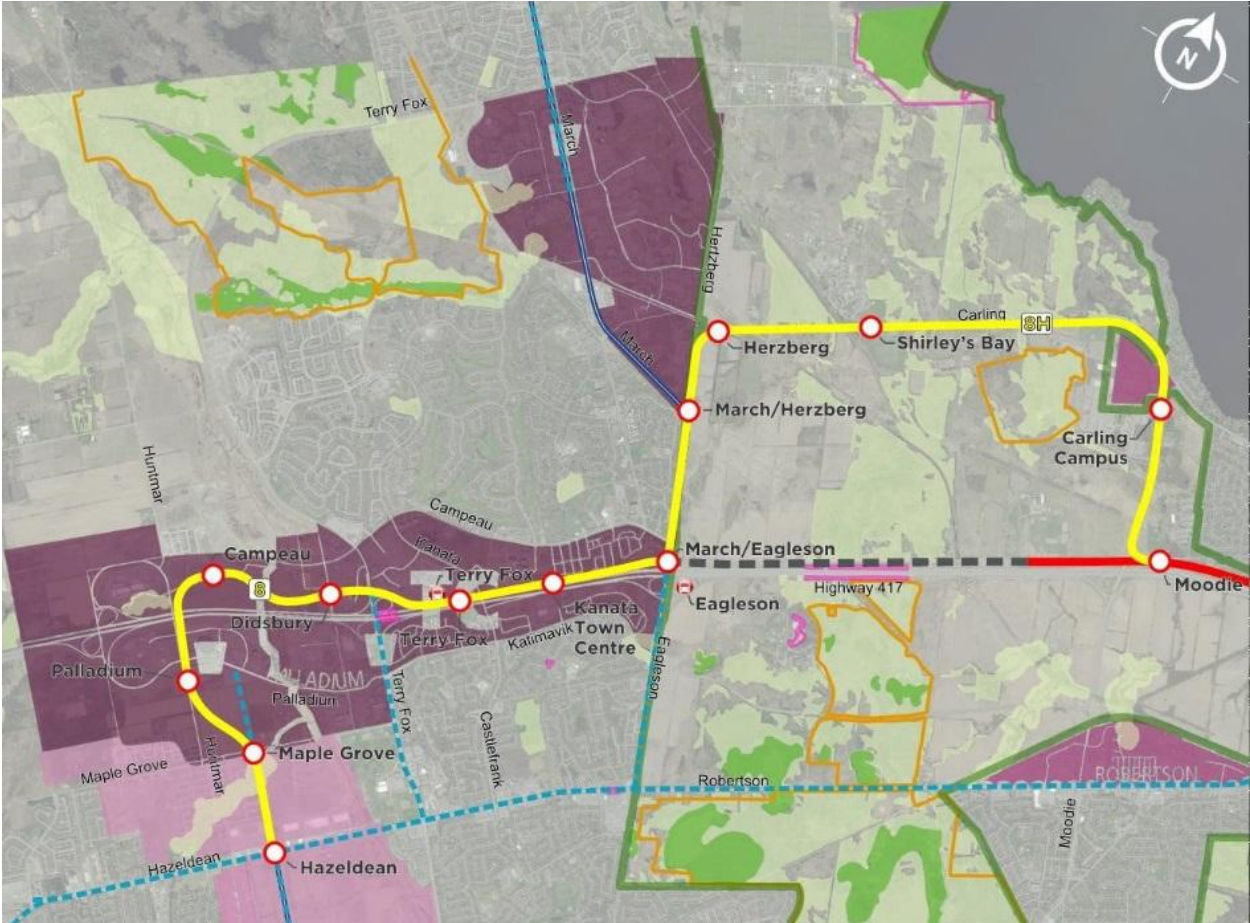 N
Terry Fox
March
Hertzberg
Carling
8H
Herzberg
Shirley's Bay
March
March/Herzberg
Carling
Campus
Huntmar
Campeau
Campeau
Kanata
March/Eagleson
Terry Fox
8
Moodie
Highway 417
Eagleson
Didsbury
Terry Fox
Katimavik
Kanata
Town
Centre
Eagleson
Palladium
PALLADIUM
Palladium
Terry Fox
Castlefrank
Maple Grove
Maple Grove
Huntmar
Robertson
ROBERTSON
Moodie
Hazeldean
Hazeldean